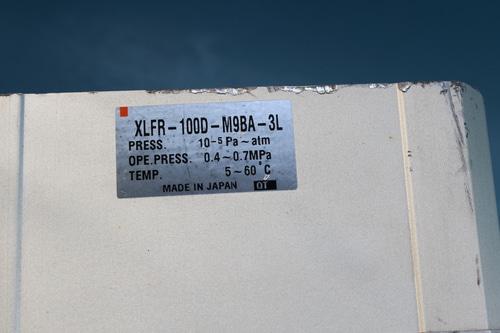 XLFR-100D-M9BA-3L
PRESS. 10⁻⁵ Pa~atm
OPE.PRESS. 0.4~0.7MPa
TEMP. 5~60°C
MADE IN JAPAN OT